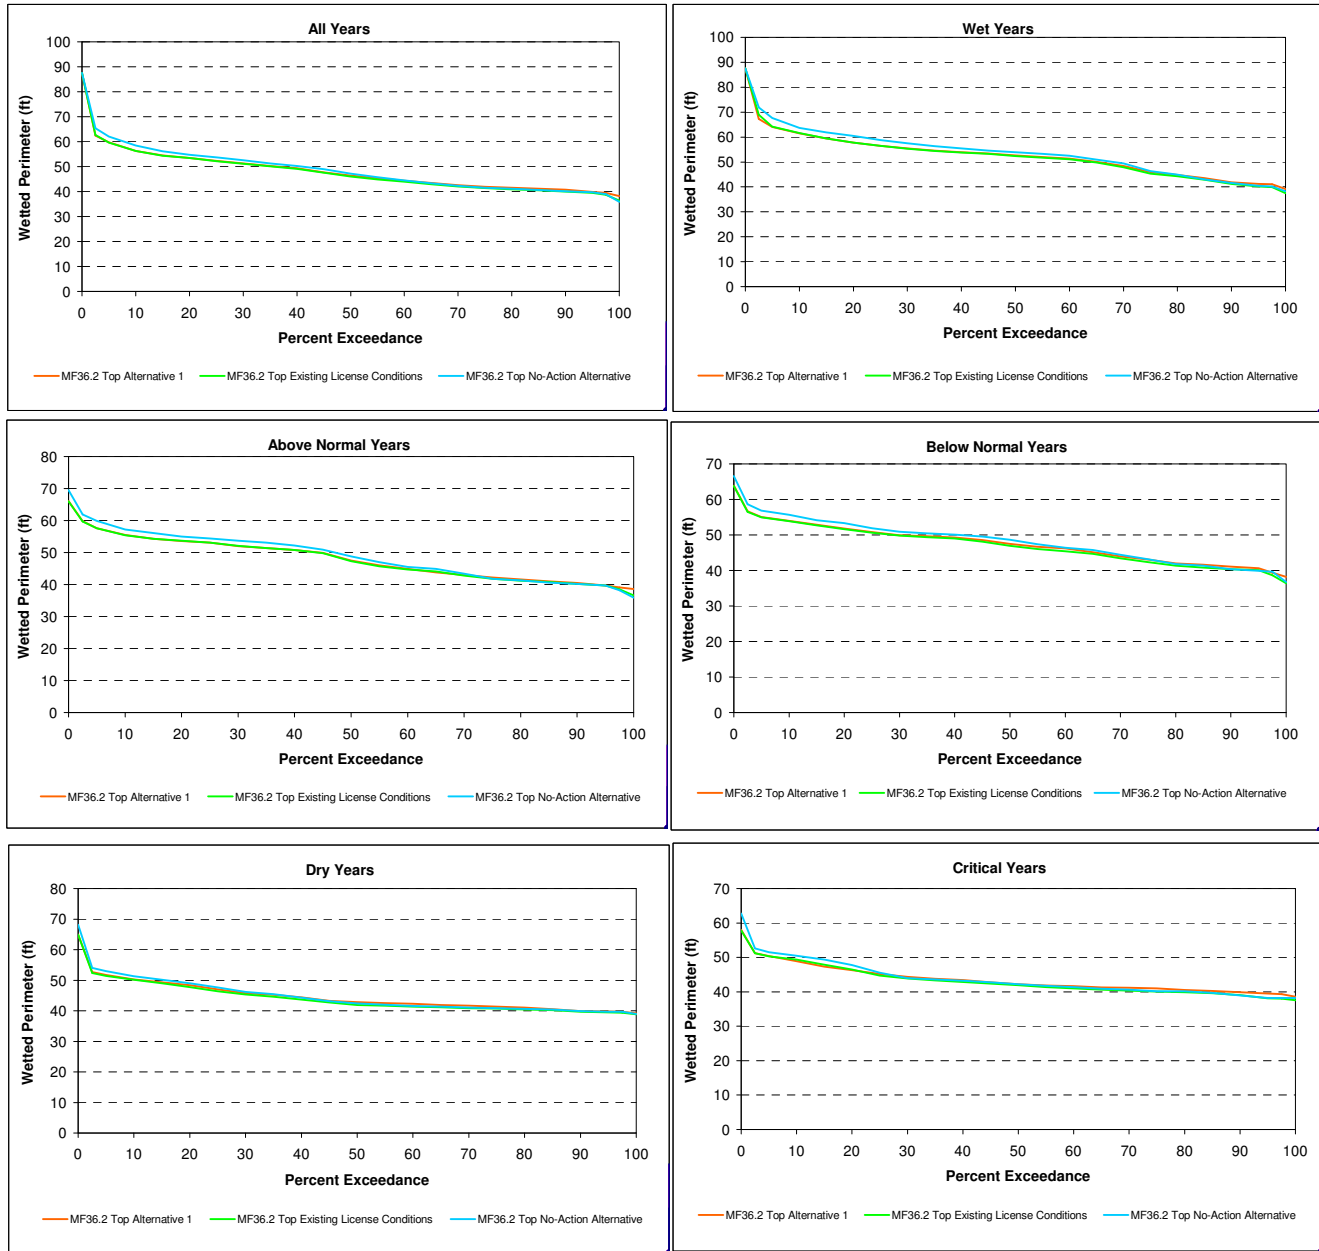 All Years
Wetted Perimeter (ft)
100
90
80
70
60
50
40
30
20
10
0
0 10 20 30 40 50 60 70 80 90 100
Percent Exceedance
MF36.2 Top Alternative 1 MF36.2 Top Existing License Conditions MF36.2 Top No-Action Alternative
Wet Years
Wetted Perimeter (ft)
100
90
80
70
60
50
40
30
20
10
0
0 10 20 30 40 50 60 70 80 90 100
Percent Exceedance
MF36.2 Top Alternative 1 MF36.2 Top Existing License Conditions MF36.2 Top No-Action Alternative
Above Normal Years
Wetted Perimeter (ft)
80
70
60
50
40
30
20
10
0
0 10 20 30 40 50 60 70 80 90 100
Percent Exceedance
MF36.2 Top Alternative 1 MF36.2 Top Existing License Conditions MF36.2 Top No-Action Alternative
Below Normal Years
Wetted Perimeter (ft)
70
60
50
40
30
20
10
0
0 10 20 30 40 50 60 70 80 90 100
Percent Exceedance
MF36.2 Top Alternative 1 MF36.2 Top Existing License Conditions MF36.2 Top No-Action Alternative
Dry Years
Wetted Perimeter (ft)
80
70
60
50
40
30
20
10
0
0 10 20 30 40 50 60 70 80 90 100
Percent Exceedance
MF36.2 Top Alternative 1 MF36.2 Top Existing License Conditions MF36.2 Top No-Action Alternative
Critical Years
Wetted Perimeter (ft)
70
60
50
40
30
20
10
0
0 10 20 30 40 50 60 70 80 90 100
Percent Exceedance
MF36.2 Top Alternative 1 MF36.2 Top Existing License Conditions MF36.2 Top No-Action Alternative